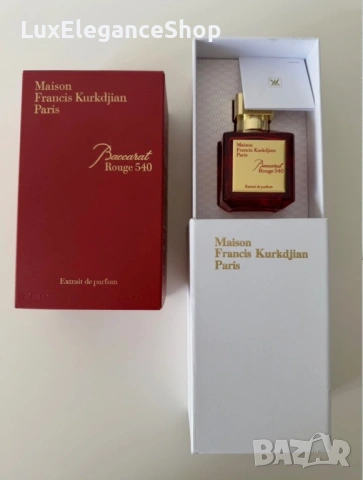 LuxEleganceShop
Maison
Francis Kurkdjian
Paris
Baccarat
Rouge 540
Extrait de parfum
Maison
Francis Kurkdjian
Paris
Baccarat
Rouge 540
Extrait de parfum
Maison
Francis Kurkdjian
Paris
BAZAR